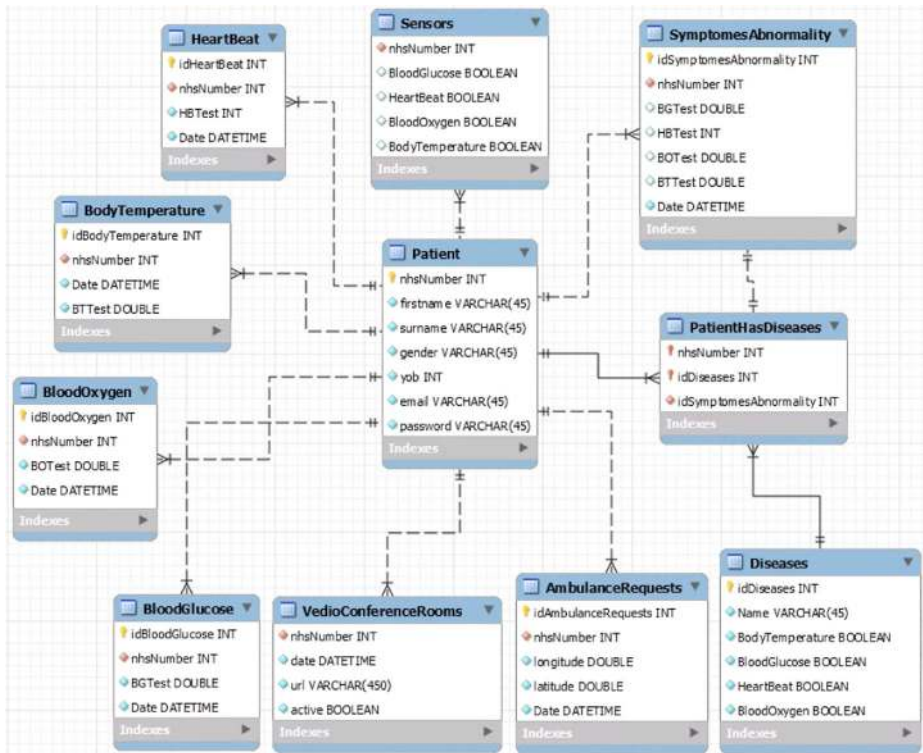 HeartBeat
idHeartBeat INT
nhsNumber INT
HBTest INT
Date DATETIME
Indexes
Sensors
nhsNumber INT
BloodGlucose BOOLEAN
HeartBeat BOOLEAN
BloodOxygen BOOLEAN
BodyTemperature BOOLEAN
Indexes
SymptomesAbnormality
idSymptomesAbnormality INT
nhsNumber INT
BGTest DOUBLE
HBTest INT
BOTest DOUBLE
BTTest DOUBLE
Date DATETIME
Indexes
BodyTemperature
idBodyTemperature INT
nhsNumber INT
Date DATETIME
BTTest DOUBLE
Indexes
Patient
nhsNumber INT
firstname VARCHAR(45)
surname VARCHAR(45)
gender VARCHAR(45)
yob INT
email VARCHAR(45)
password VARCHAR(45)
Indexes
PatientHasDiseases
nhsNumber INT
idDiseases INT
idSymptomesAbnormality INT
Indexes
BloodOxygen
idBloodOxygen INT
nhsNumber INT
BOTest DOUBLE
Date DATETIME
Indexes
BloodGlucose
idBloodGlucose INT
nhsNumber INT
BGTest DOUBLE
Date DATETIME
Indexes
VedioConferenceRooms
nhsNumber INT
date DATETIME
url VARCHAR(450)
active BOOLEAN
Indexes
AmbulanceRequests
idAmbulanceRequests INT
nhsNumber INT
longitude DOUBLE
latitude DOUBLE
Date DATETIME
Indexes
Diseases
idDiseases INT
Name VARCHAR(45)
BodyTemperature BOOLEAN
BloodGlucose BOOLEAN
HeartBeat BOOLEAN
BloodOxygen BOOLEAN
Indexes